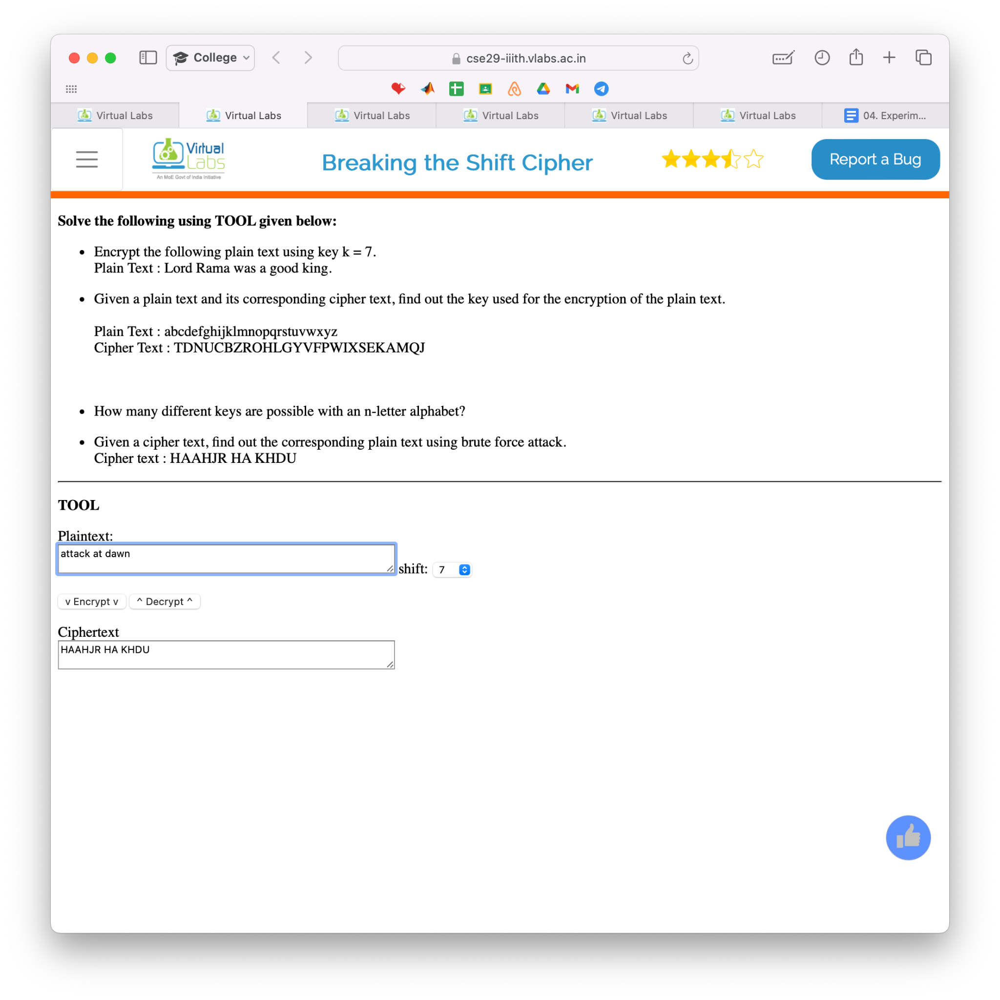 College
cse29-iiith.vlabs.ac.in
Virtual Labs
Virtual Labs
Virtual Labs
Virtual Labs
Virtual Labs
Virtual Labs
04. Experim...
Virtual
Labs
An MoE Govt of India Initiative
Breaking the Shift Cipher
Report a Bug
Solve the following using TOOL given below:
Encrypt the following plain text using key k = 7.
Plain Text : Lord Rama was a good king.
Given a plain text and its corresponding cipher text, find out the key used for the encryption of the plain text.
Plain Text : abcdefghijklmnopqrstuvwxyz
Cipher Text : TDNUCBZROHLGYVFPWIXSEKAMQJ
How many different keys are possible with an n-letter alphabet?
Given a cipher text, find out the corresponding plain text using brute force attack.
Cipher text : HAAHJR HA KHDU
TOOL
Plaintext:
attack at dawn
shift: 7
v Encrypt v ^ Decrypt ^
Ciphertext
HAAHJR HA KHDU